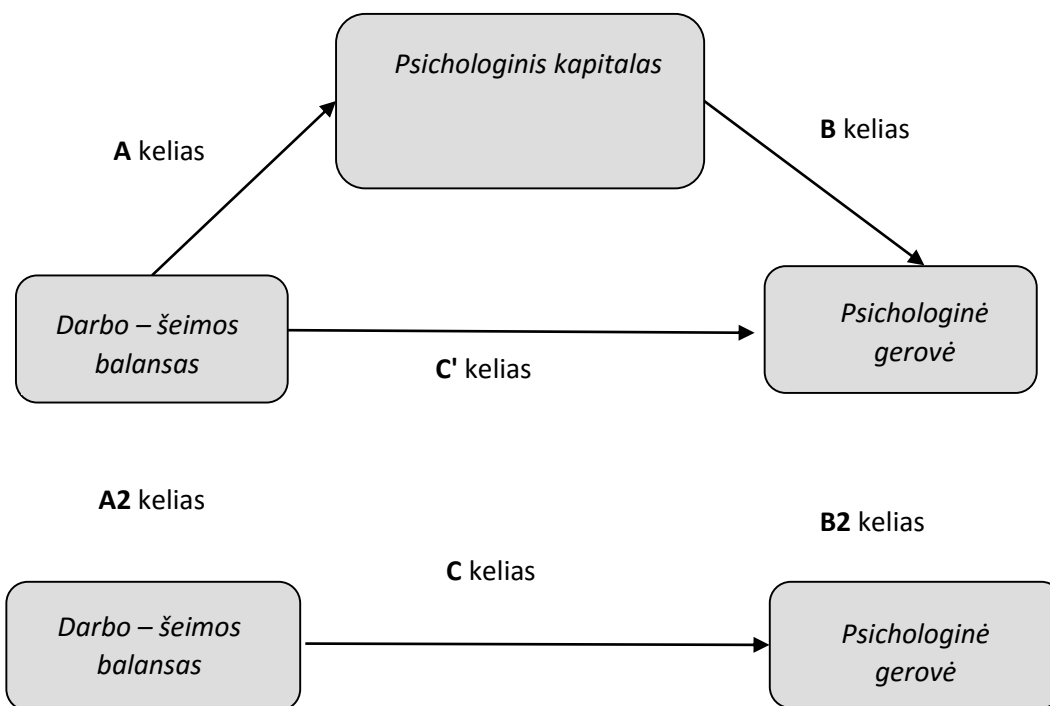 Psichologinis kapitalas
A kelias
B kelias
Darbo – šeimos
balansas
C' kelias
Psichologinė
gerovė
A2 kelias
B2 kelias
C kelias
Darbo – šeimos
balansas
Psichologinė
gerovė